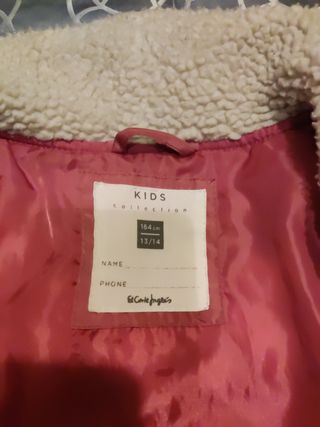 KIDS
collection
164 cm
13/14
NAME
PHONE
El Corte Inglés